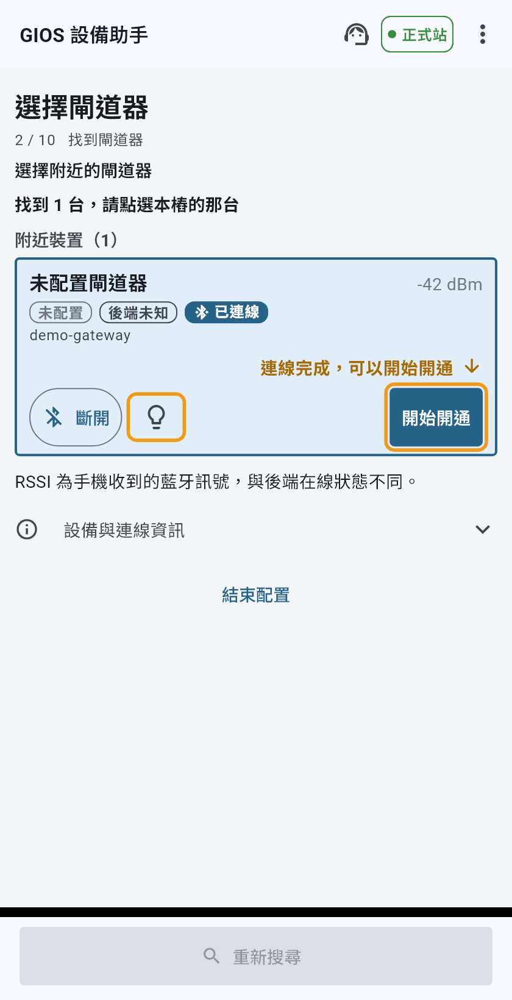 GIOS 設備助手
正式站
選擇閘道器
2 / 10 找到閘道器
選擇附近的閘道器
找到 1 台，請點選本樁的那台
附近裝置（1）
未配置閘道器
-42 dBm
未配置 後端未知 已連線
demo-gateway
連線完成，可以開始開通 ↓
斷開
開始開通
RSSI 為手機收到的藍牙訊號，與後端在線狀態不同。
設備與連線資訊
結束配置
重新搜尋